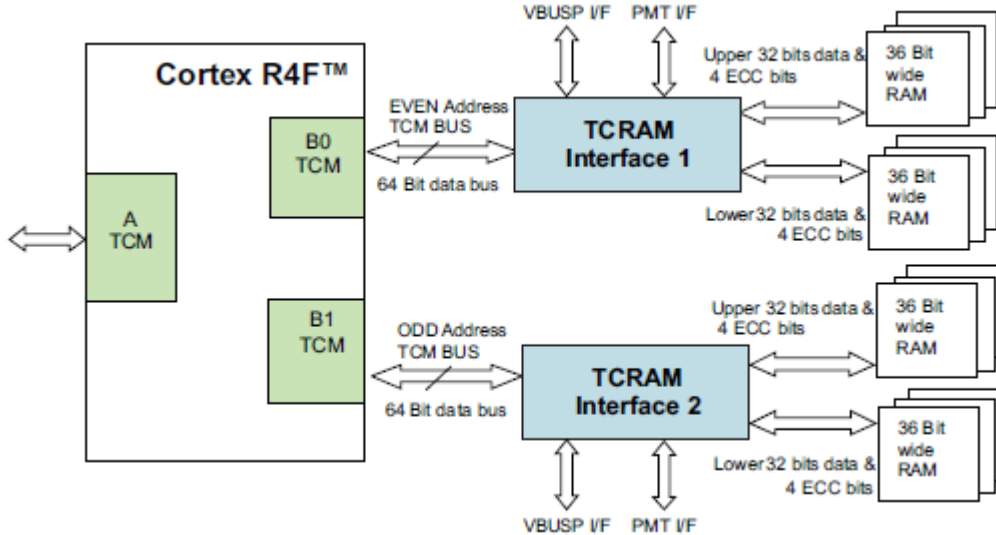 VBUSP I/F PMT I/F
Cortex R4F™
Upper 32 bits data &
4 ECC bits
36 Bit
wide
RAM
EVEN Address
TCM BUS
64 Bit data bus
B0
TCM
TCRAM
Interface 1
36 Bit
wide
RAM
Lower 32 bits data &
4 ECC bits
A
TCM
B1
TCM
ODD Address
TCM BUS
64 Bit data bus
TCRAM
Interface 2
Upper 32 bits data &
4 ECC bits
36 Bit
wide
RAM
36 Bit
wide
RAM
Lower 32 bits data &
4 ECC bits
VBUSP I/F PMT I/F